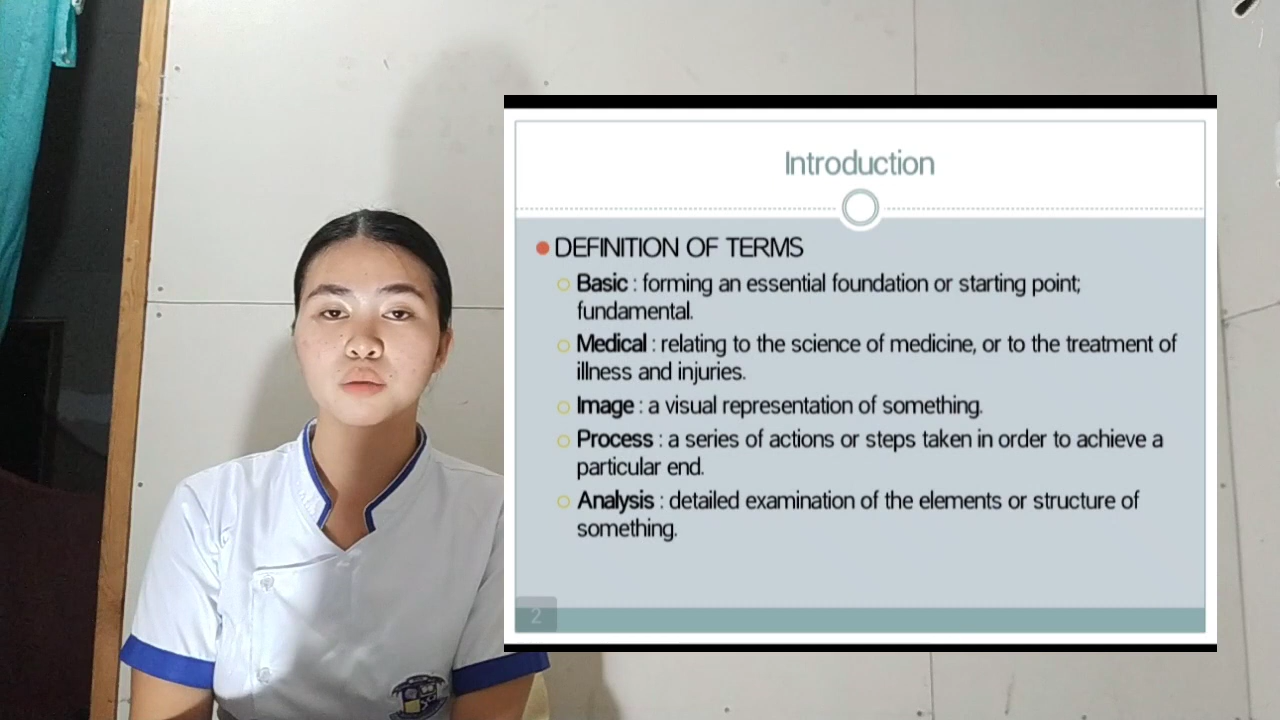 Introduction
DEFINITION OF TERMS
Basic : forming an essential foundation or starting point;
fundamental.
Medical : relating to the science of medicine, or to the treatment of
illness and injuries.
Image : a visual representation of something.
Process : a series of actions or steps taken in order to achieve a
particular end.
Analysis : detailed examination of the elements or structure of
something.
2